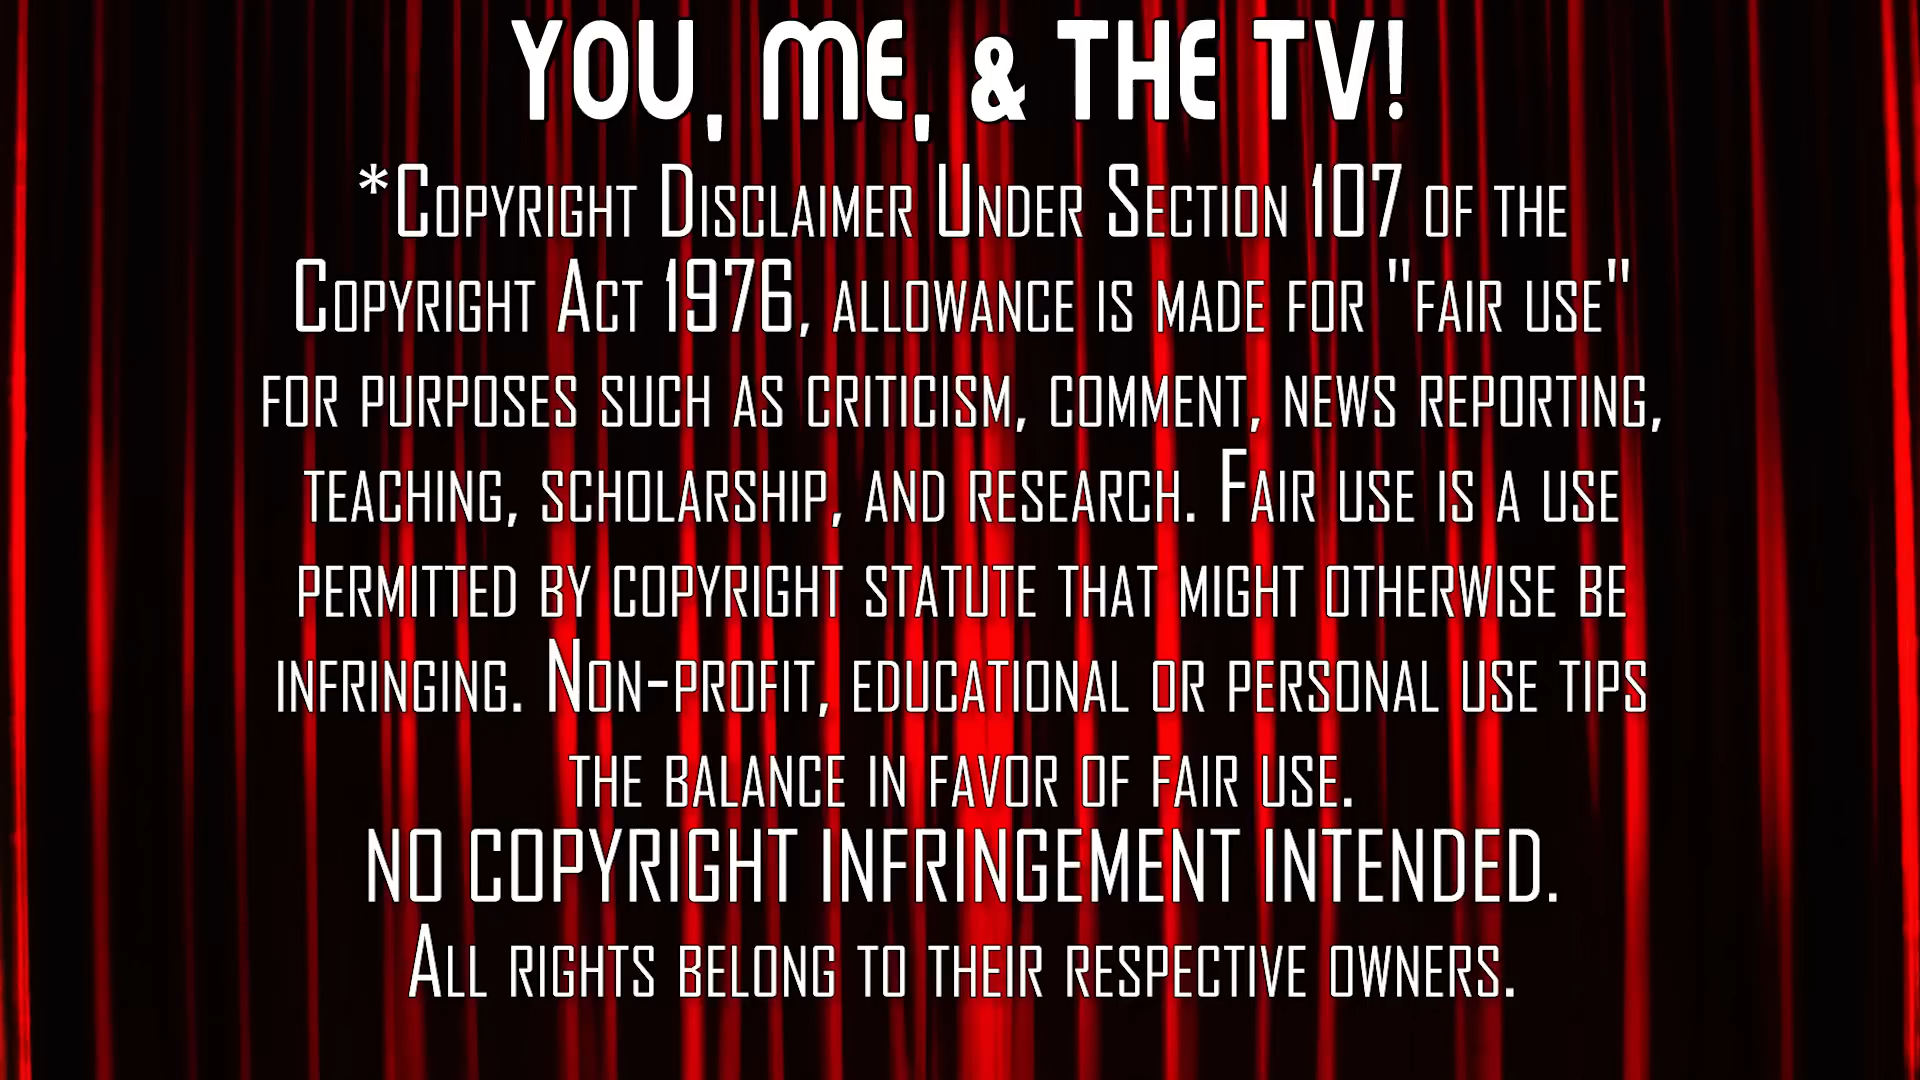 YOU, ME, & THE TV!
*Copyright Disclaimer Under Section 107 of the
Copyright Act 1976, allowance is made for "fair use"
for purposes such as criticism, comment, news reporting,
teaching, scholarship, and research. Fair use is a use
permitted by copyright statute that might otherwise be
infringing. Non-profit, educational or personal use tips
the balance in favor of fair use.
NO COPYRIGHT INFRINGEMENT INTENDED.
All rights belong to their respective owners.